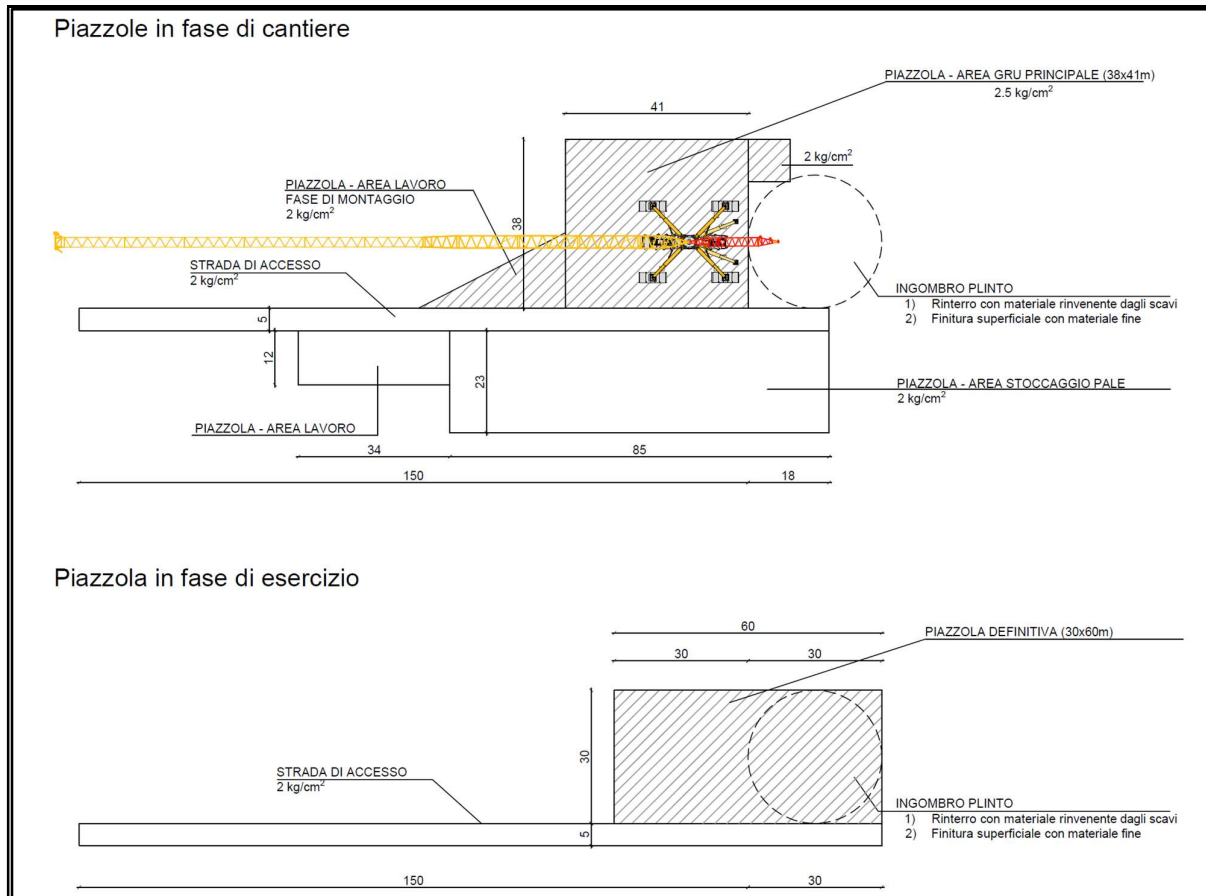 Piazzole in fase di cantiere
PIAZZOLA - AREA GRU PRINCIPALE (38x41m)
2.5 kg/cm²
41
2 kg/cm²
PIAZZOLA - AREA LAVORO
FASE DI MONTAGGIO
2 kg/cm²
38
STRADA DI ACCESSO
2 kg/cm²
INGOMBRO PLINTO
1) Rinterro con materiale rinvenente dagli scavi
2) Finitura superficiale con materiale fine
5
12
23
PIAZZOLA - AREA STOCCAGGIO PALE
2 kg/cm²
PIAZZOLA - AREA LAVORO
34
85
150
18
Piazzola in fase di esercizio
60
PIAZZOLA DEFINITIVA (30x60m)
30
30
30
STRADA DI ACCESSO
2 kg/cm²
INGOMBRO PLINTO
1) Rinterro con materiale rinvenente dagli scavi
2) Finitura superficiale con materiale fine
5
150
30